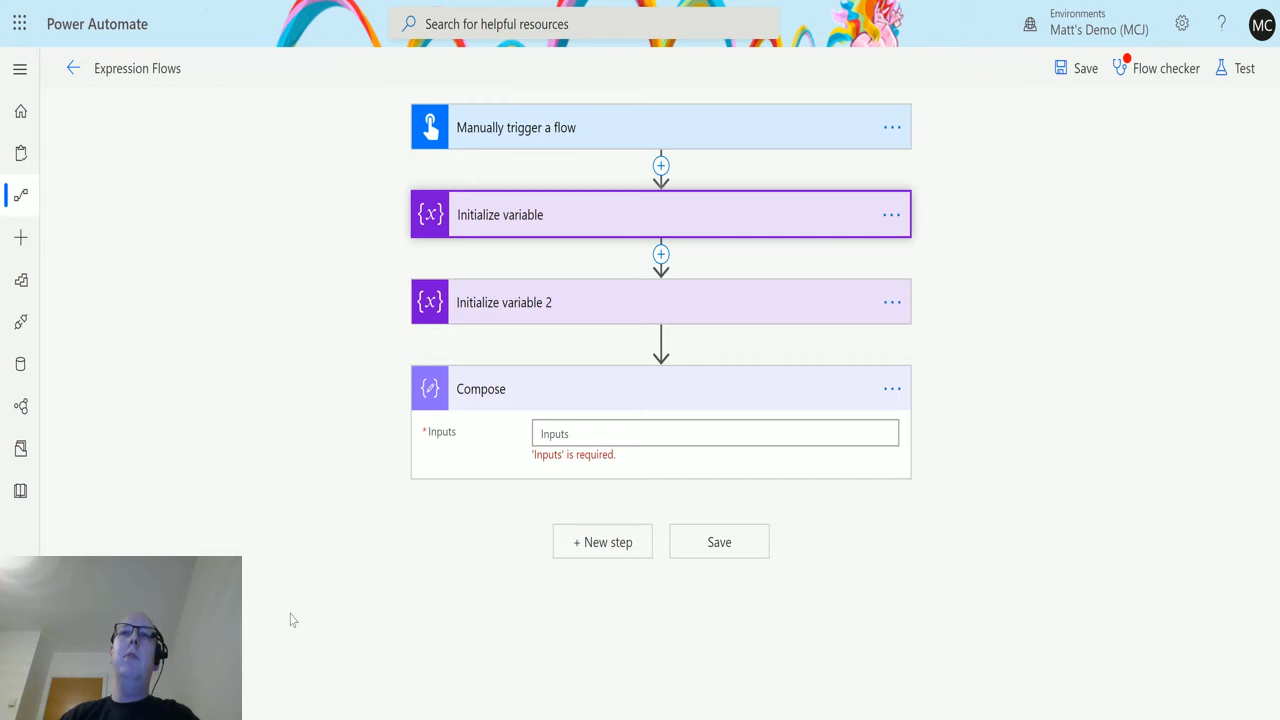 Power Automate
Search for helpful resources
Environments
Matt's Demo (MCJ)
?
MC
Expression Flows
Save
Flow checker
Test
Manually trigger a flow
...
{x}
Initialize variable
...
{x}
Initialize variable 2
...
Compose
...
*Inputs
Inputs
'Inputs' is required.
+ New step
Save